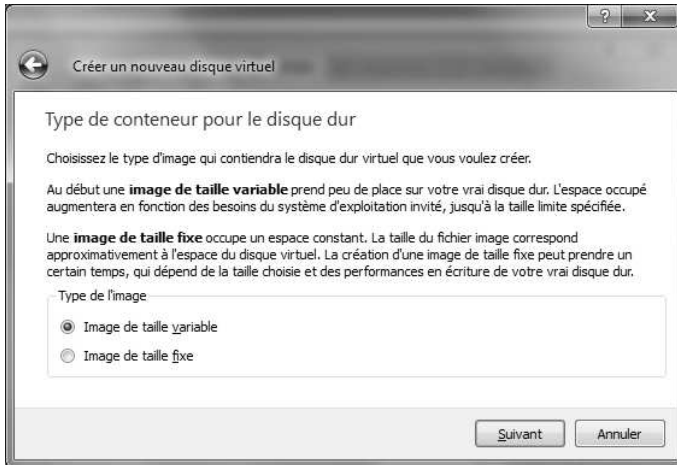 Créer un nouveau disque virtuel
Type de conteneur pour le disque dur
Choisissez le type d'image qui contiendra le disque dur virtuel que vous voulez créer.
Au début une image de taille variable prend peu de place sur votre vrai disque dur. L'espace occupé
augmentera en fonction des besoins du système d'exploitation invité, jusqu'à la taille limite spécifiée.
Une image de taille fixe occupe un espace constant. La taille du fichier image correspond
approximativement à l'espace du disque virtuel. La création d'une image de taille fixe peut prendre un
certain temps, qui dépend de la taille choisie et des performances en écriture de votre vrai disque dur.
Type de l'image
Image de taille variable
Image de taille fixe
Suivant Annuler